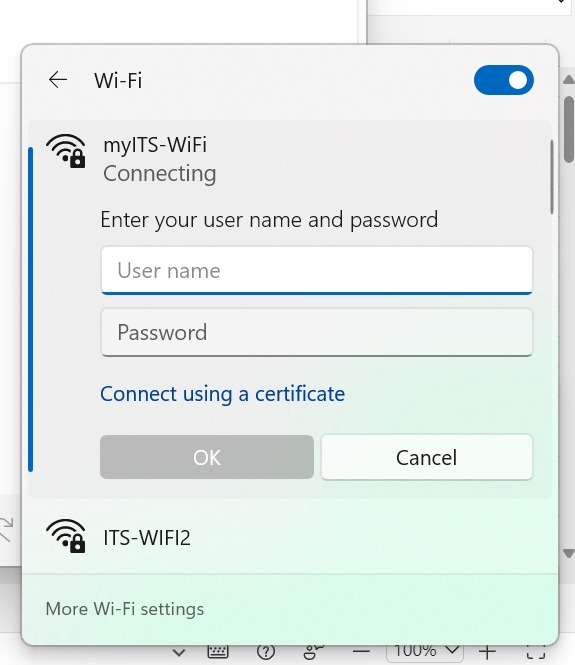 Wi-Fi
myITS-WiFi
Connecting
Enter your user name and password
User name
Password
Connect using a certificate
OK
Cancel
ITS-WIFI2
More Wi-Fi settings
100%